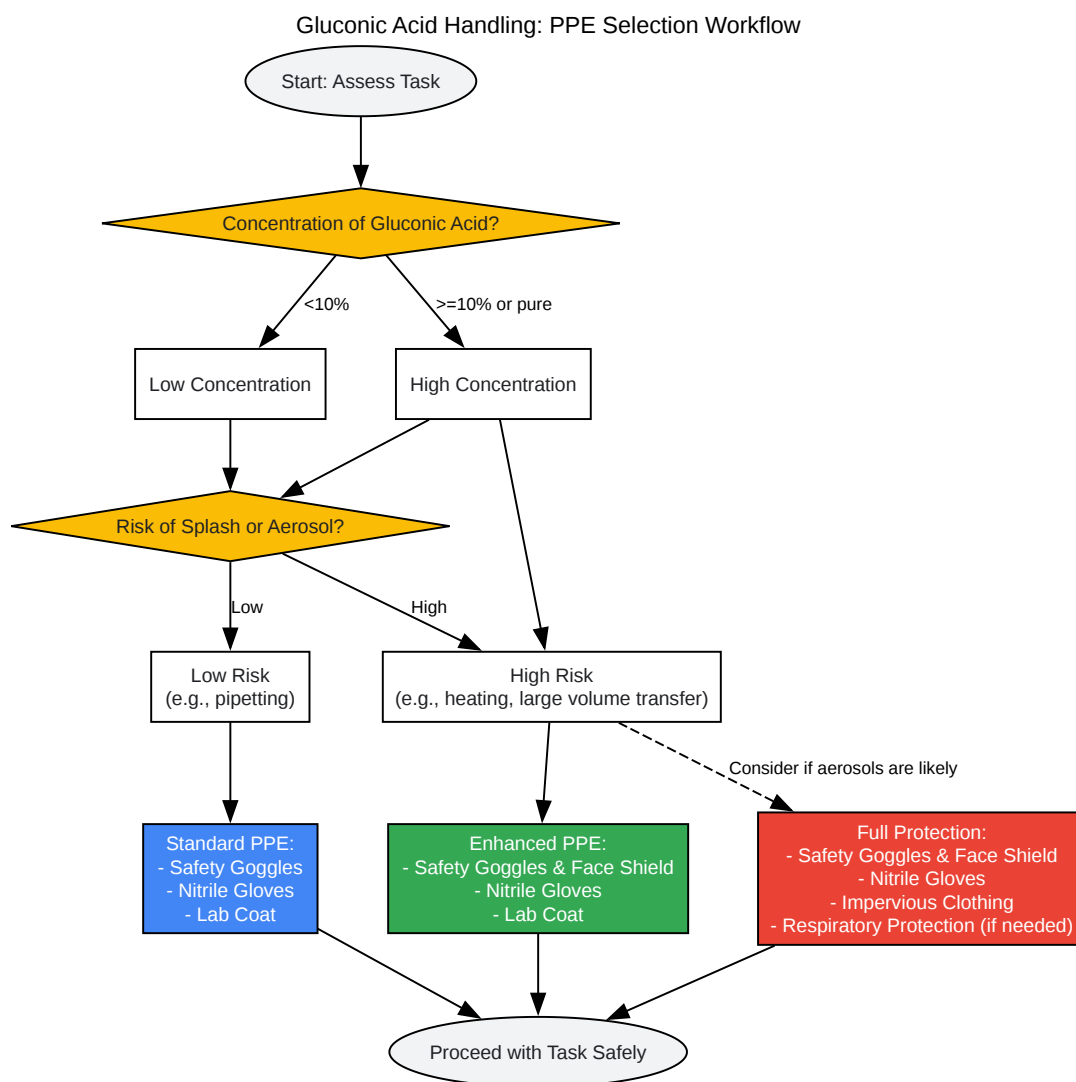 Gluconic Acid Handling: PPE Selection Workflow
Start: Assess Task
Concentration of Gluconic Acid?
<10%
>=10% or pure
Low Concentration
High Concentration
Risk of Splash or Aerosol?
Low
High
Low Risk
(e.g., pipetting)
High Risk
(e.g., heating, large volume transfer)
Consider if aerosols are likely
Standard PPE:
- Safety Goggles
- Nitrile Gloves
- Lab Coat
Enhanced PPE:
- Safety Goggles & Face Shield
- Nitrile Gloves
- Lab Coat
Full Protection:
- Safety Goggles & Face Shield
- Nitrile Gloves
- Impervious Clothing
- Respiratory Protection (if needed)
Proceed with Task Safely